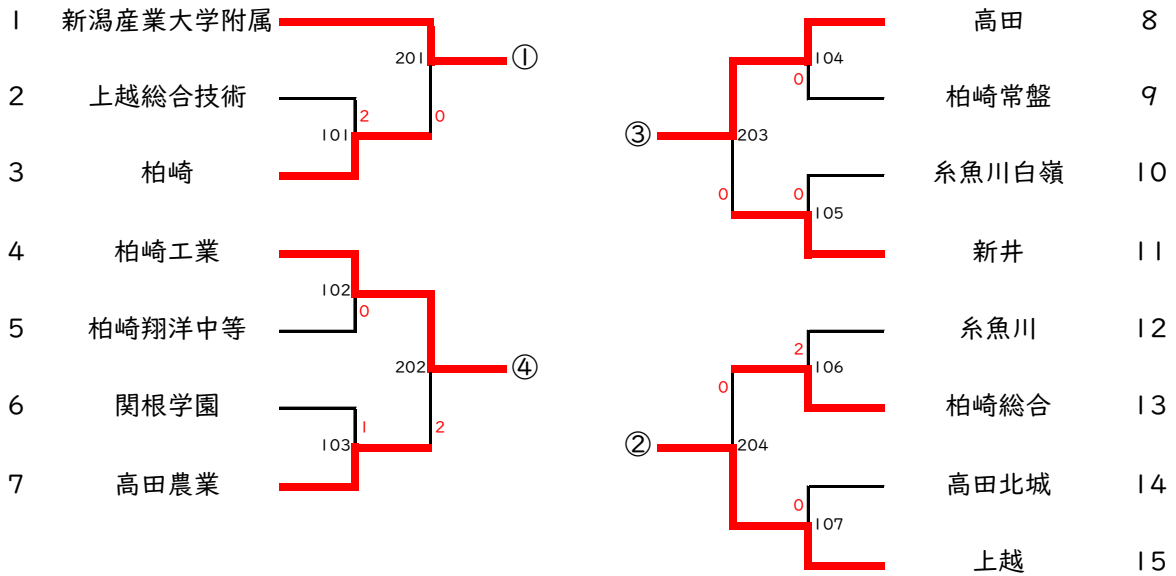 1 新潟産業大学附属
201
①
2 上越総合技術
2
0
101
3 柏崎
4 柏崎工業
102
0
5 柏崎翔洋中等
202
④
6 関根学園
1
2
103
7 高田農業
高田 8
104
0
柏崎常盤 9
③
203
糸魚川白嶺 10
0
0
105
新井 11
糸魚川 12
2
106
0
柏崎総合 13
②
204
高田北城 14
0
107
上越 15